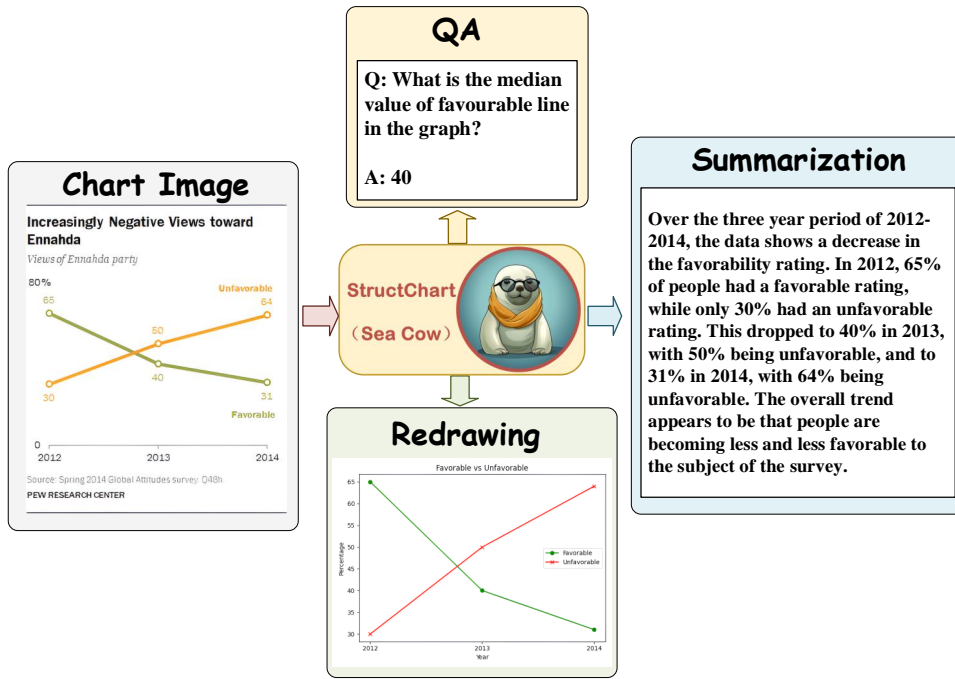 QA
Q: What is the median
value of favourable line
in the graph?
A: 40
Chart Image
Increasingly Negative Views toward
Ennahda
Views of Ennahda party
80%
Unfavorable
65
64
50
40
30
31
Favorable
0
2012
2013
2014
Source: Spring 2014 Global Attitudes survey. Q48h.
PEW RESEARCH CENTER
StructChart
(Sea Cow)
Summarization
Over the three year period of 2012-
2014, the data shows a decrease in
the favorability rating. In 2012, 65%
of people had a favorable rating,
while only 30% had an unfavorable
rating. This dropped to 40% in 2013,
with 50% being unfavorable, and to
31% in 2014, with 64% being
unfavorable. The overall trend
appears to be that people are
becoming less and less favorable to
the subject of the survey.
Redrawing
Favorable vs Unfavorable
65
60
55
50
45
40
35
30
Percentage
Favorable
Unfavorable
2012
2013
2014
Year